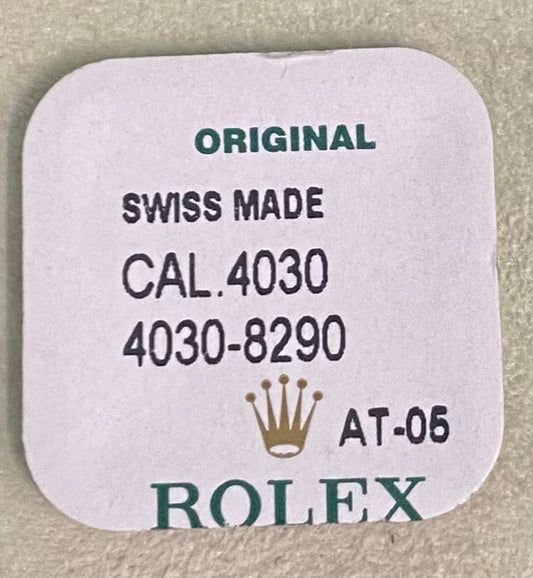 ORIGINAL
SWISS MADE
CAL.4030
4030-8290
AT-05
ROLEX